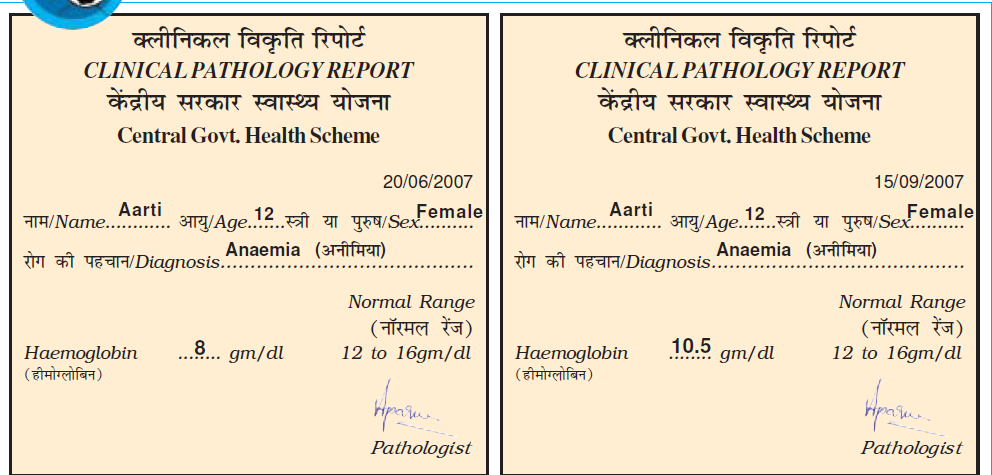 क्लीनिकल विकृति रिपोर्ट
CLINICAL PATHOLOGY REPORT
केंद्रीय सरकार स्वास्थ्य योजना
Central Govt. Health Scheme
20/06/2007
नाम/Name............ Aarti आयु/Age.......12 स्त्री या पुरुष/Sex.......... Female
रोग की पहचान/Diagnosis.......................................... Anaemia (अनीमिया)
Normal Range
(नॉरमल रेंज)
Haemoglobin ........8 gm/dl 12 to 16gm/dl
(हीमोग्लोबिन)
Pathologist
क्लीनिकल विकृति रिपोर्ट
CLINICAL PATHOLOGY REPORT
केंद्रीय सरकार स्वास्थ्य योजना
Central Govt. Health Scheme
15/09/2007
नाम/Name............ Aarti आयु/Age.......12 स्त्री या पुरुष/Sex.......... Female
रोग की पहचान/Diagnosis.......................................... Anaemia (अनीमिया)
Normal Range
(नॉरमल रेंज)
Haemoglobin ........10.5 gm/dl 12 to 16gm/dl
(हीमोग्लोबिन)
Pathologist